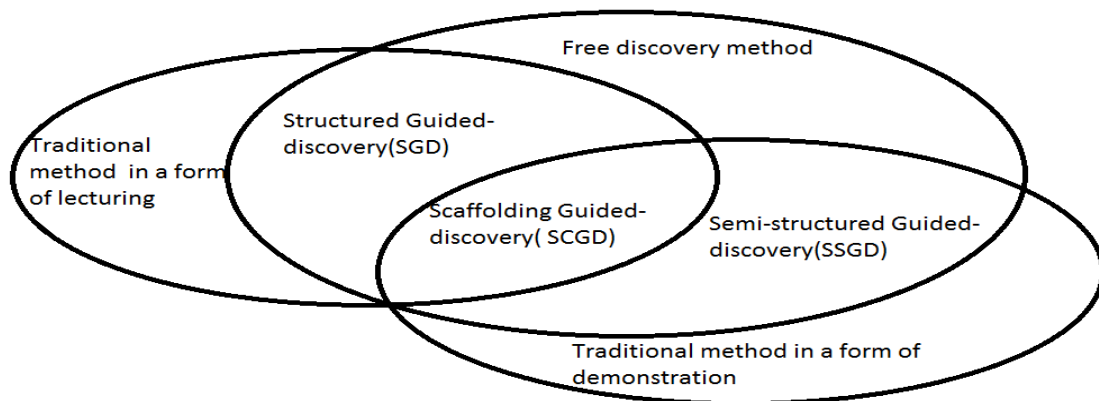 Free discovery method
Structured Guided-
discovery(SGD)
Traditional
method  in a form
of lecturing
Scaffolding Guided-
discovery( SCGD)
Semi-structured Guided-
discovery(SSGD)
Traditional method in a form of
demonstration